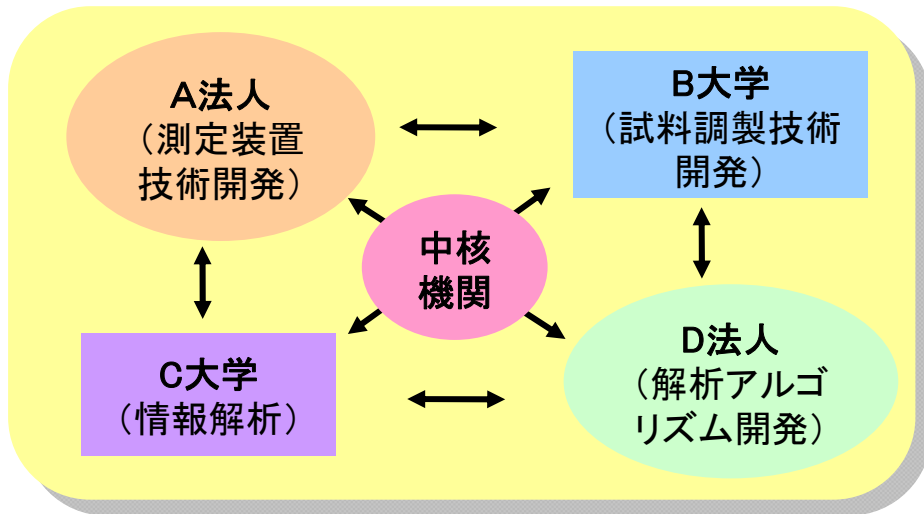 A法人
（測定装置
技術開発）
B大学
（試料調製技術
開発）
中核
機関
C大学
（情報解析）
D法人
（解析アルゴ
リズム開発）